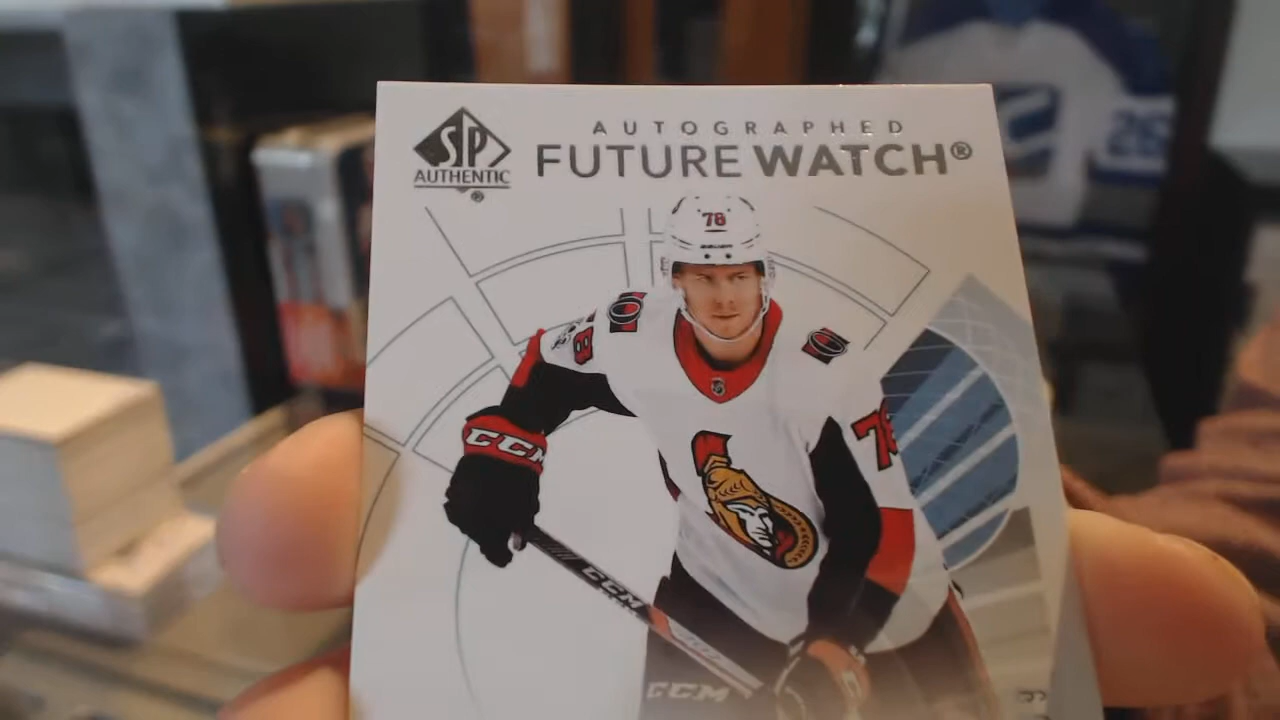 AUTOGRAPHED
SP
AUTHENTIC
®
FUTURE WATCH®
78
78
CCM
CCM
CCM